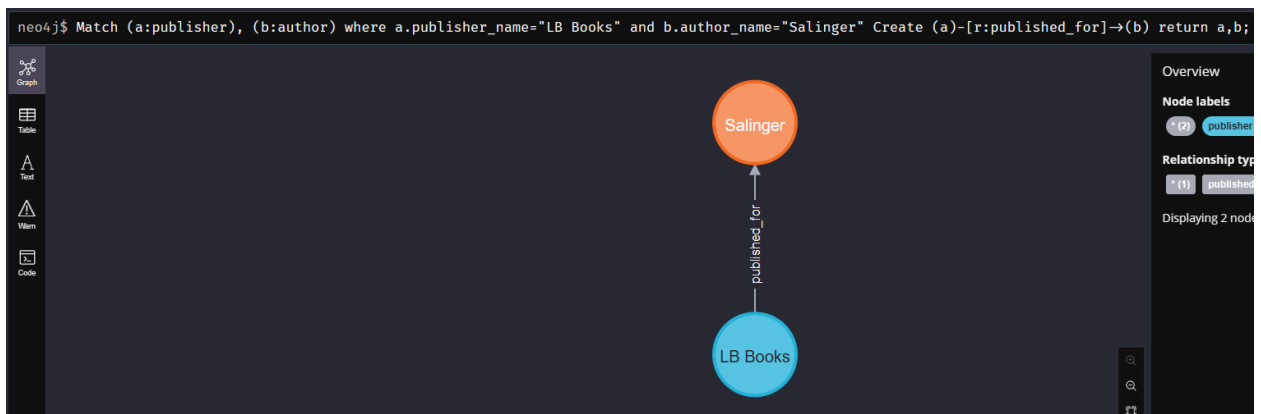 neo4j$ Match (a:publisher), (b:author) where a.publisher_name="LB Books" and b.author_name="Salinger" Create (a)-[r:published_for]→(b) return a,b;
Graph
Table
Text
Warn
Code
Salinger
published_for
LB Books
Overview
Node labels
* (2) publisher
Relationship typ
* (1) published
Displaying 2 node